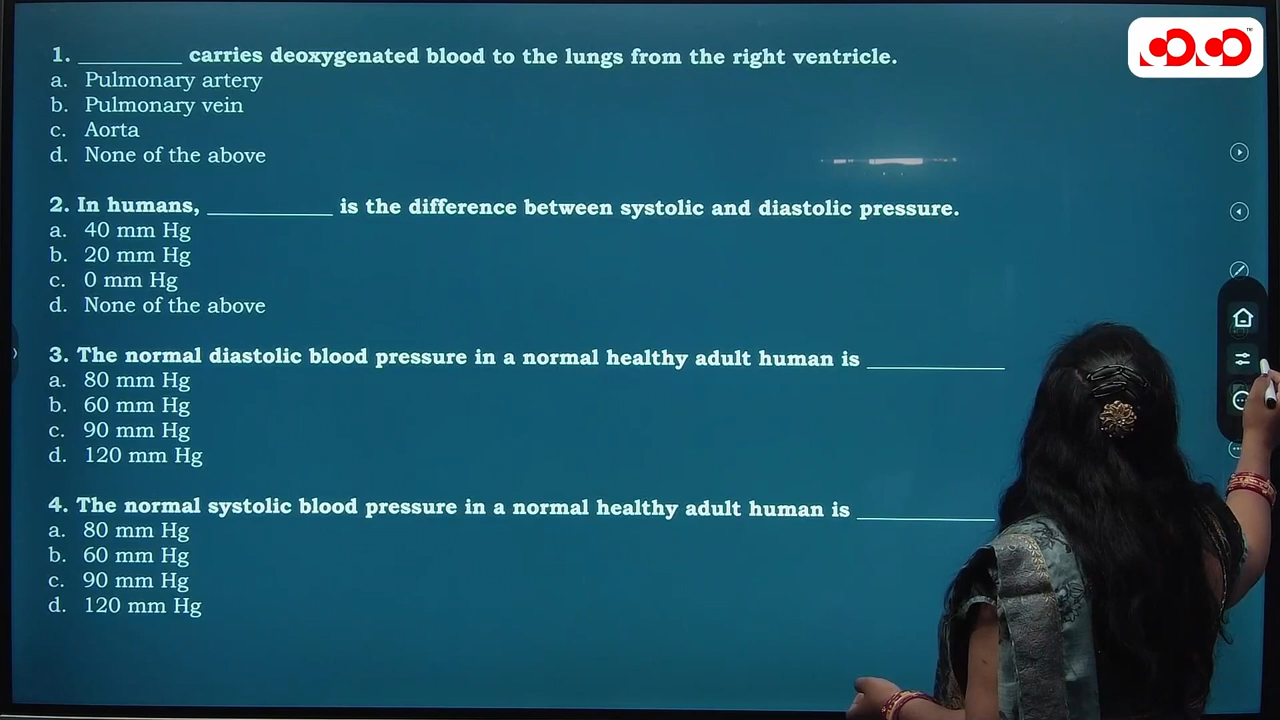 1. __________ carries deoxygenated blood to the lungs from the right ventricle.
a. Pulmonary artery
b. Pulmonary vein
c. Aorta
d. None of the above
2. In humans, ____________ is the difference between systolic and diastolic pressure.
a. 40 mm Hg
b. 20 mm Hg
c. 0 mm Hg
d. None of the above
3. The normal diastolic blood pressure in a normal healthy adult human is _____________
a. 80 mm Hg
b. 60 mm Hg
c. 90 mm Hg
d. 120 mm Hg
4. The normal systolic blood pressure in a normal healthy adult human is _____________
a. 80 mm Hg
b. 60 mm Hg
c. 90 mm Hg
d. 120 mm Hg